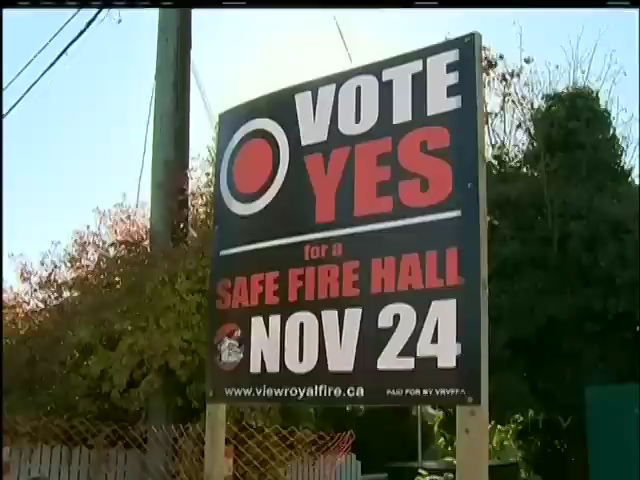 VOTE
YES
for a
SAFE FIRE HALL
NOV 24
www.viewroyalfire.ca PAID FOR BY VRVFFA